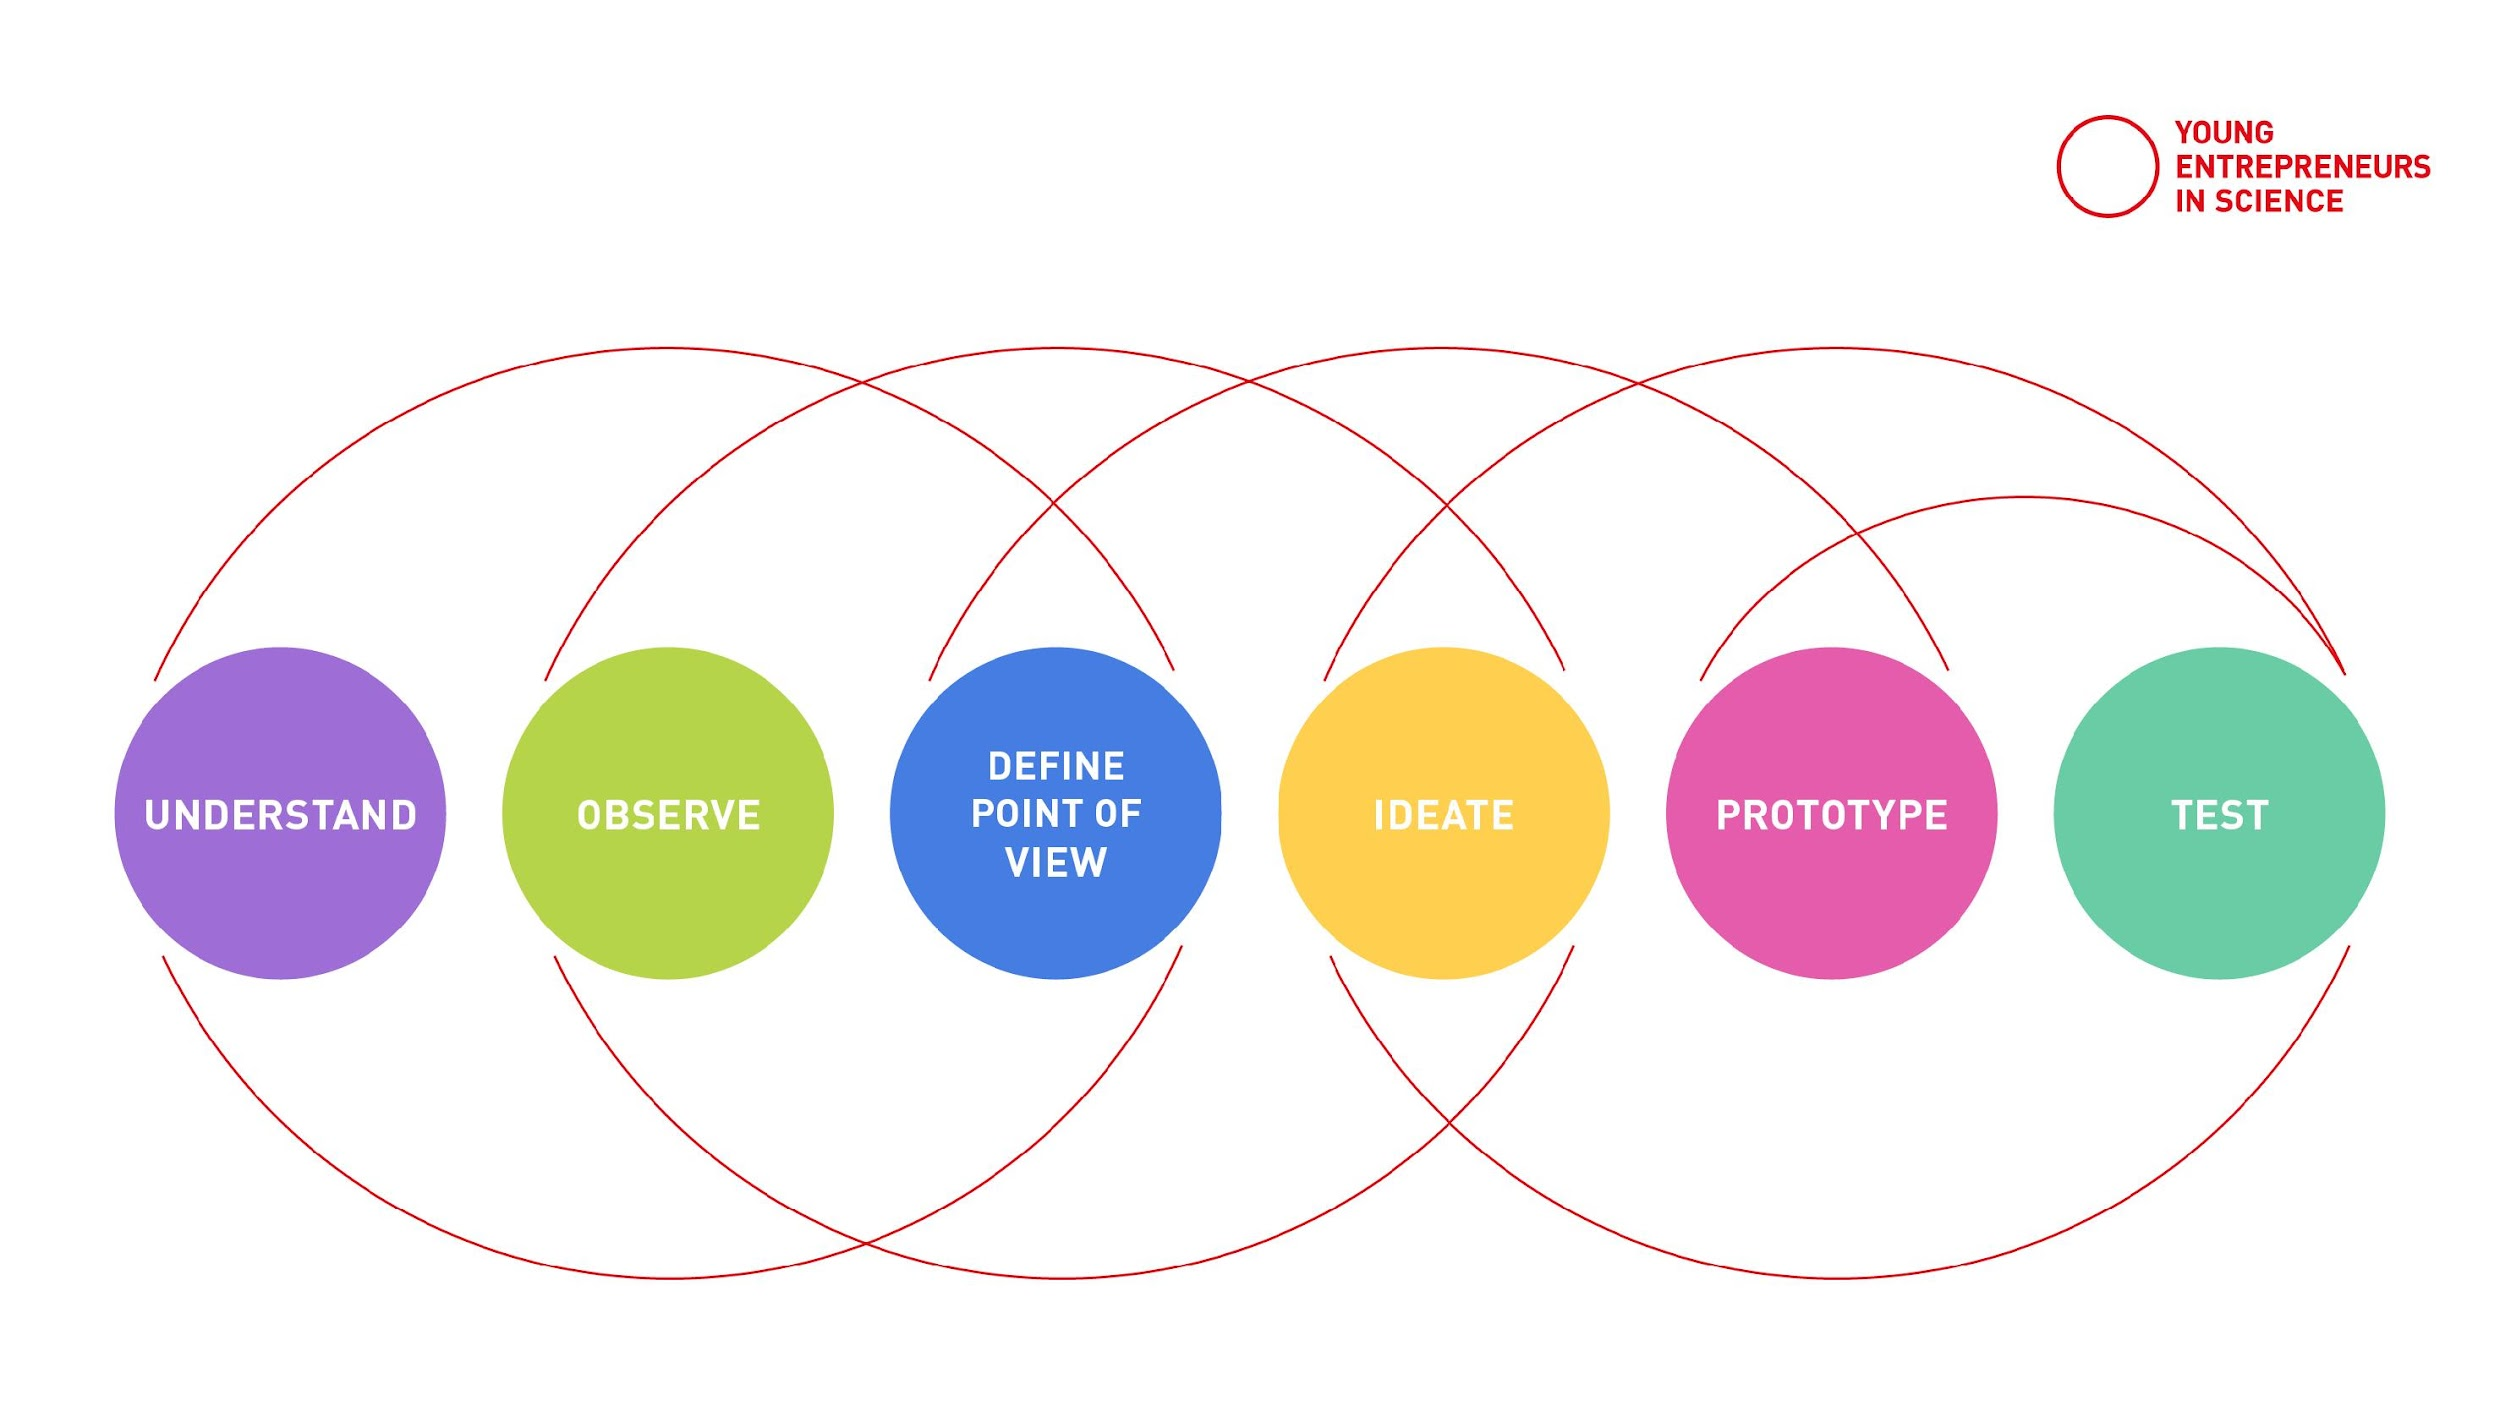 YOUNG
ENTREPRENEURS
IN SCIENCE
UNDERSTAND
OBSERVE
DEFINE
POINT OF
VIEW
IDEATE
PROTOTYPE
TEST